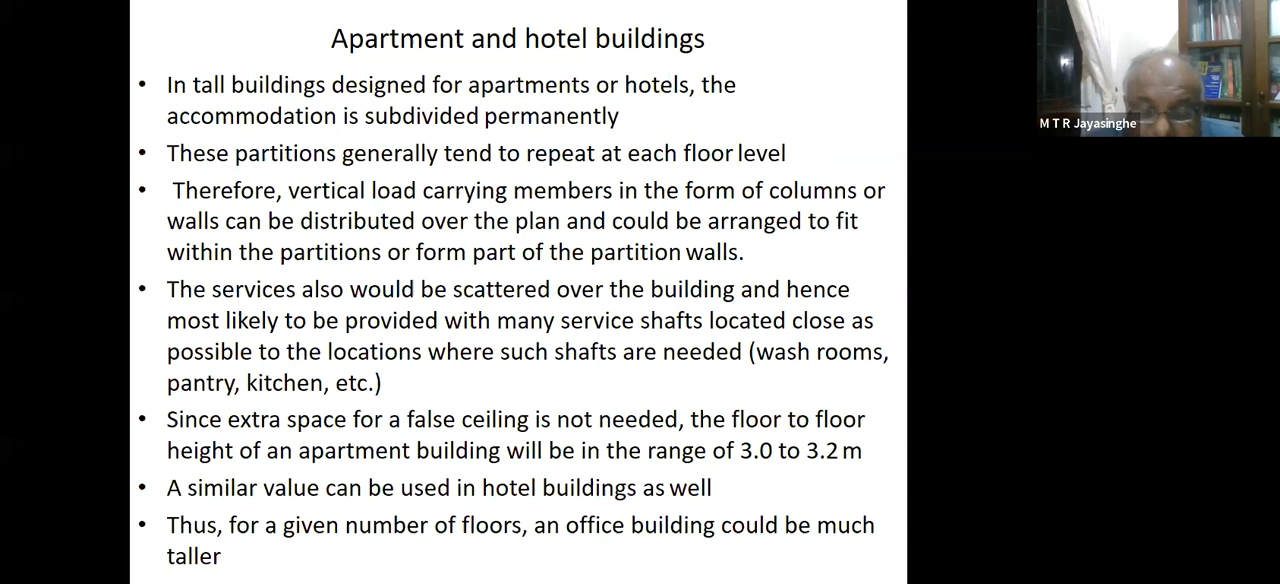 Apartment and hotel buildings
• In tall buildings designed for apartments or hotels, the
accommodation is subdivided permanently
• These partitions generally tend to repeat at each floor level
• Therefore, vertical load carrying members in the form of columns or
walls can be distributed over the plan and could be arranged to fit
within the partitions or form part of the partition walls.
• The services also would be scattered over the building and hence
most likely to be provided with many service shafts located close as
possible to the locations where such shafts are needed (wash rooms,
pantry, kitchen, etc.)
• Since extra space for a false ceiling is not needed, the floor to floor
height of an apartment building will be in the range of 3.0 to 3.2 m
• A similar value can be used in hotel buildings as well
• Thus, for a given number of floors, an office building could be much
taller
M T R Jayasinghe